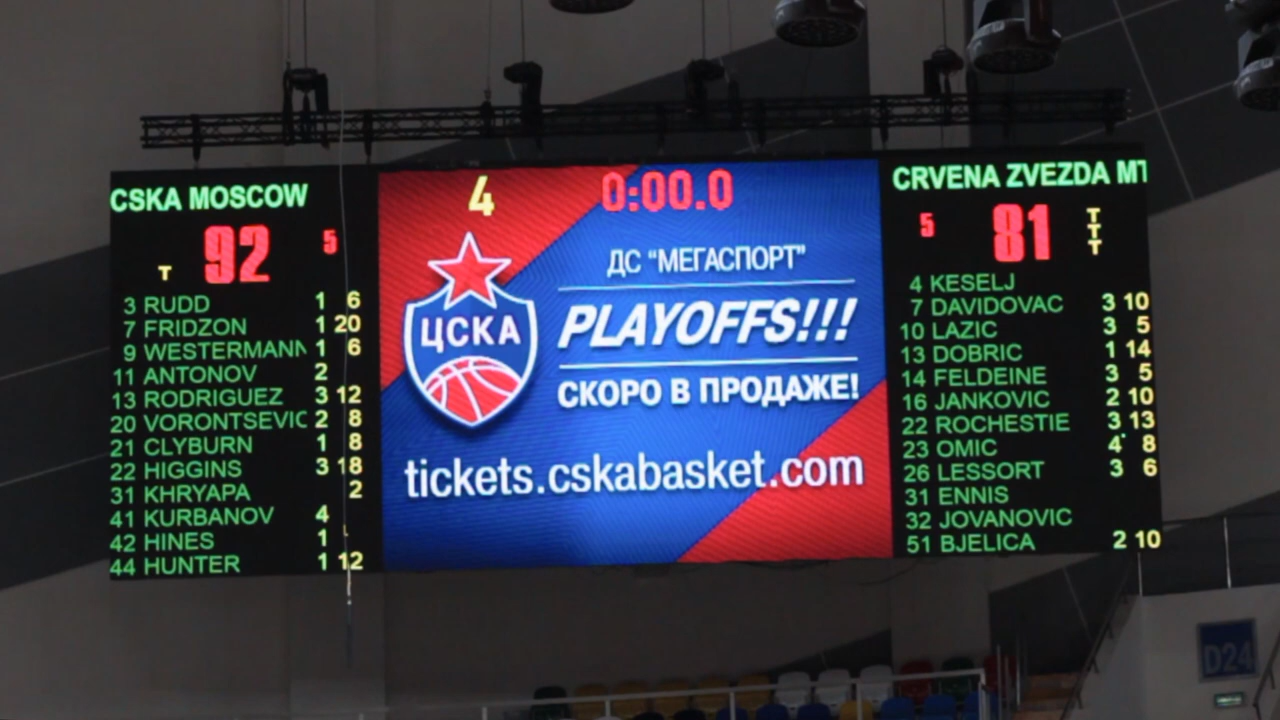 CSKA MOSCOW
92 5
T
3 RUDD 1 6
7 FRIDZON 1 20
9 WESTERMANN 1 6
11 ANTONOV 2
13 RODRIGUEZ 3 12
20 VORONTSEVIC 2 8
21 CLYBURN 1 8
22 HIGGINS 3 18
31 KHRYAPA 2
41 KURBANOV 4
42 HINES 1
44 HUNTER 1 12
4 0:00.0
ДС "МЕГАСПОРТ"
PLAYOFFS!!!
ЦСКА
СКОРО В ПРОДАЖЕ!
tickets.cskabasket.com
CRVENA ZVEZDA MT
5 81 T
T
T
4 KESELJ
7 DAVIDOVAC 3 10
10 LAZIC 3 5
13 DOBRIC 1 14
14 FELDEINE 3 5
16 JANKOVIC 2 10
22 ROCHESTIE 3 13
23 OMIC 4 8
26 LESSORT 3 6
31 ENNIS
32 JOVANOVIC
51 BJELICA 2 10
D24